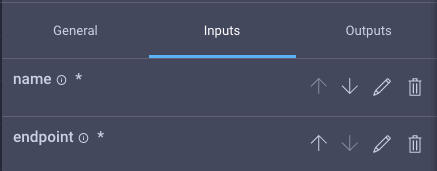 General Inputs Outputs
name *
endpoint *